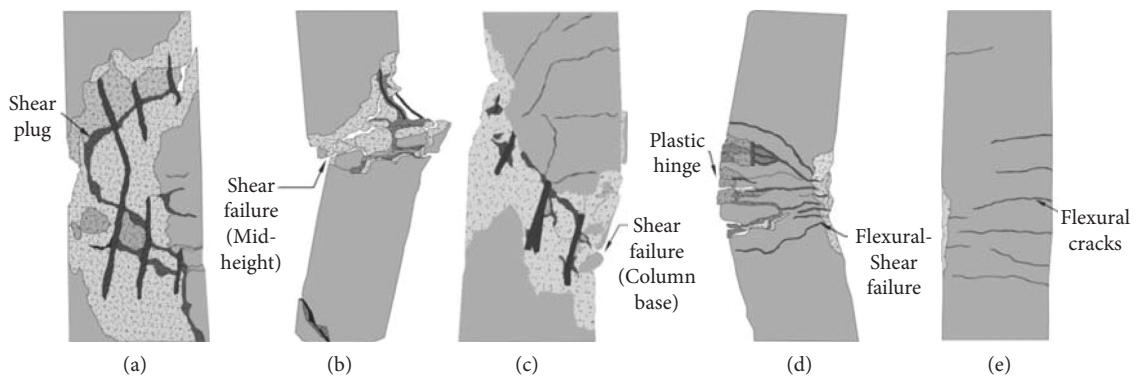 Shear
plug
Shear
failure
(Mid-
height)
Shear
failure
(Column
base)
Plastic
hinge
Flexural-
Shear
failure
Flexural
cracks
(a)
(b)
(c)
(d)
(e)